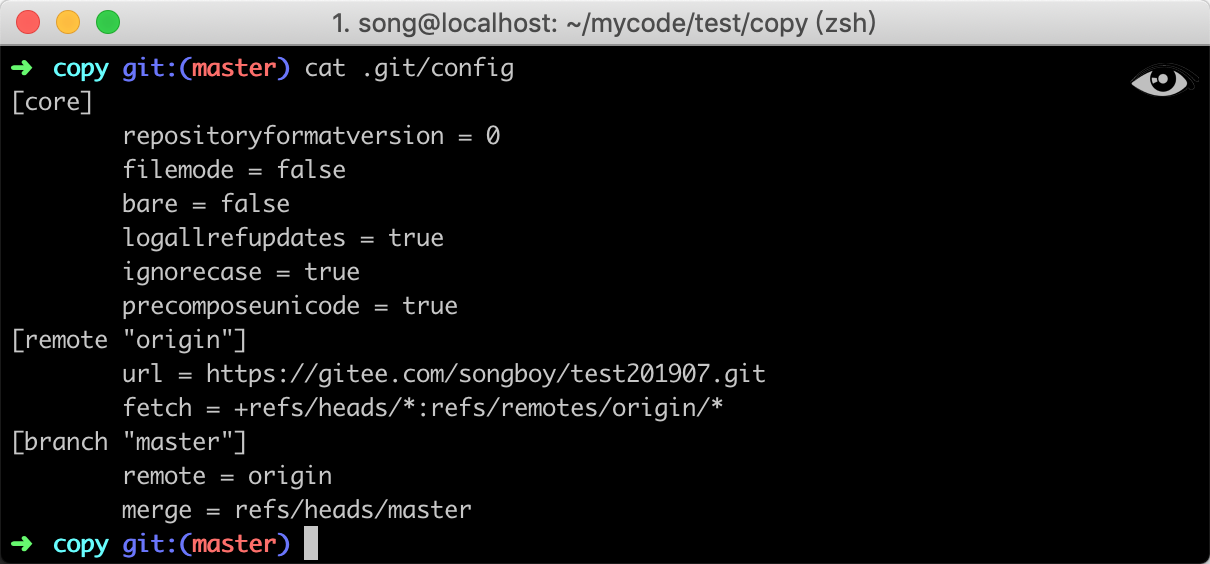 1. song@localhost: ~/mycode/test/copy (zsh)
➜ copy git:(master) cat .git/config
[core]
repositoryformatversion = 0
filemode = false
bare = false
logallrefupdates = true
ignorecase = true
precomposeunicode = true
[remote "origin"]
url = https://gitee.com/songboy/test201907.git
fetch = +refs/heads/*:refs/remotes/origin/*
[branch "master"]
remote = origin
merge = refs/heads/master
➜ copy git:(master)